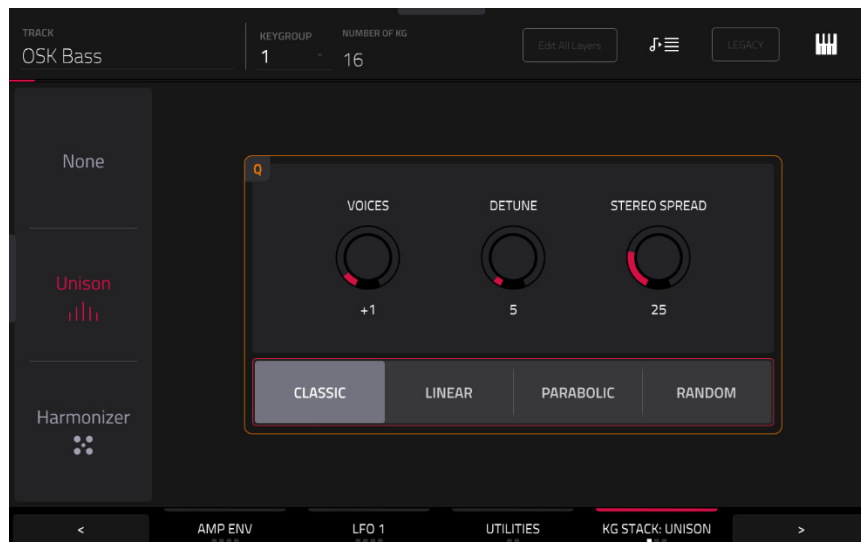 TRACK
OSK Bass
KEYGROUP
1
NUMBER OF KG
16
Edit All Layers
LEGACY
None
Unison
Harmonizer
Q
VOICES DETUNE STEREO SPREAD
+1 5 25
CLASSIC LINEAR PARABOLIC RANDOM
< AMP ENV LFO 1 UTILITIES KG STACK: UNISON >